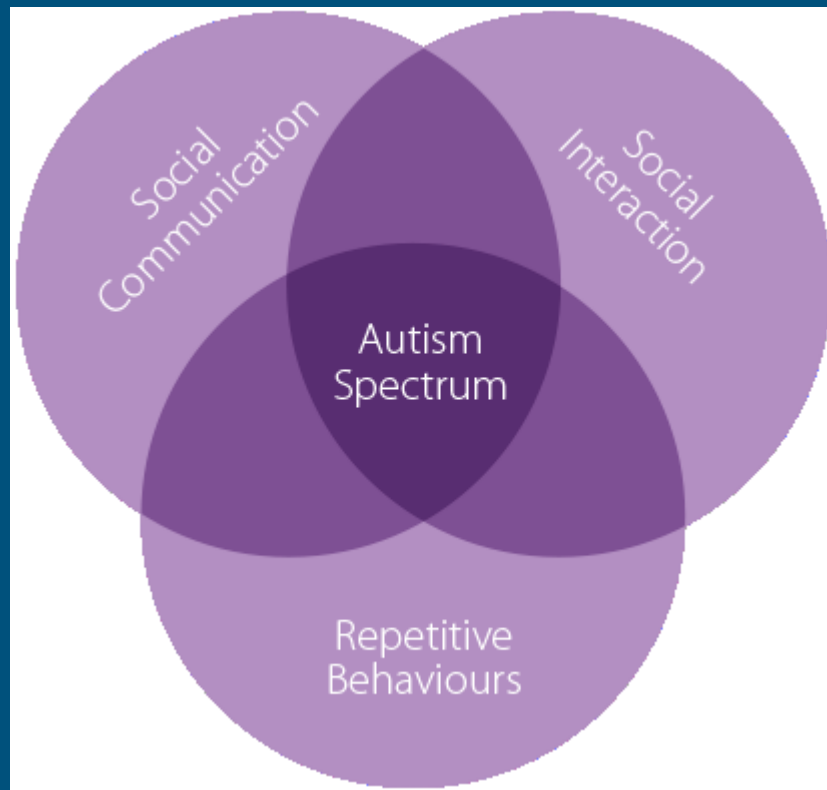 Social
Communication
Social
Interaction
Autism
Spectrum
Repetitive
Behaviours